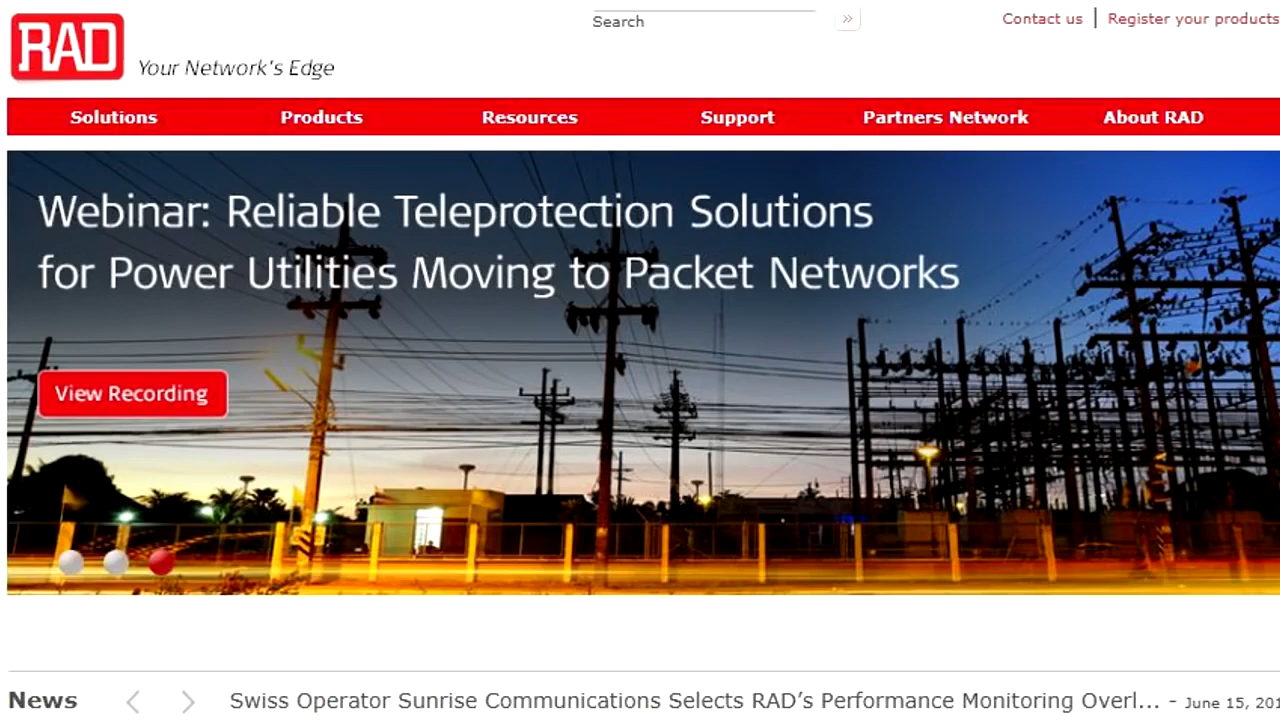 RAD
Your Network's Edge
Search
Contact us
Register your products
Solutions
Products
Resources
Support
Partners Network
About RAD
Webinar: Reliable Teleprotection Solutions
for Power Utilities Moving to Packet Networks
View Recording
News
Swiss Operator Sunrise Communications Selects RAD's Performance Monitoring Overl... - June 15, 201